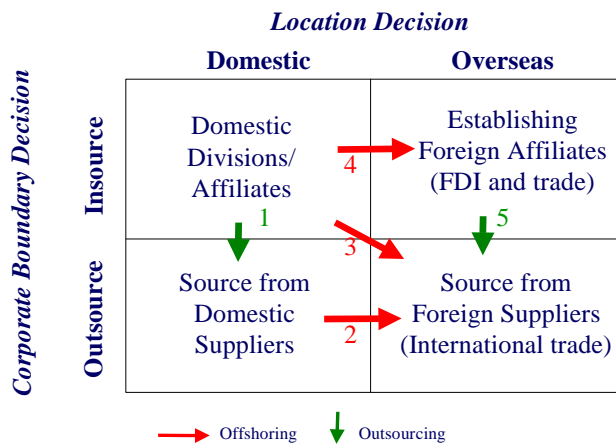 Location Decision
Domestic
Overseas
Corporate Boundary Decision
Insource
Domestic
Divisions/
Affiliates
4
Establishing
Foreign Affiliates
(FDI and trade)
1
3
5
Outsource
Source from
Domestic
Suppliers
2
Source from
Foreign Suppliers
(International trade)
Offshoring
Outsourcing